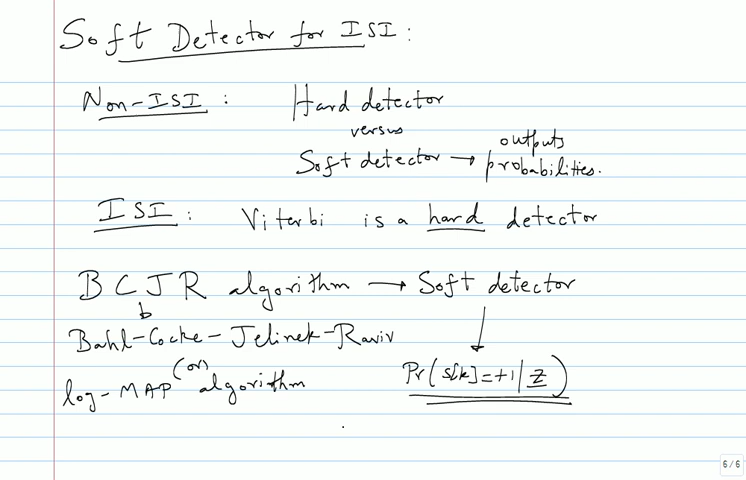 Soft Detector for ISI :
Non-ISI : Hard detector
versus
Soft detector → outputs probabilities.
ISI : Viterbi is a hard detector
B C J R algorithm → Soft detector
Bahl-Cocke-Jelinek-Raviv
(or)
log-MAP algorithm
Pr(s[k]=+1/z)
6/6